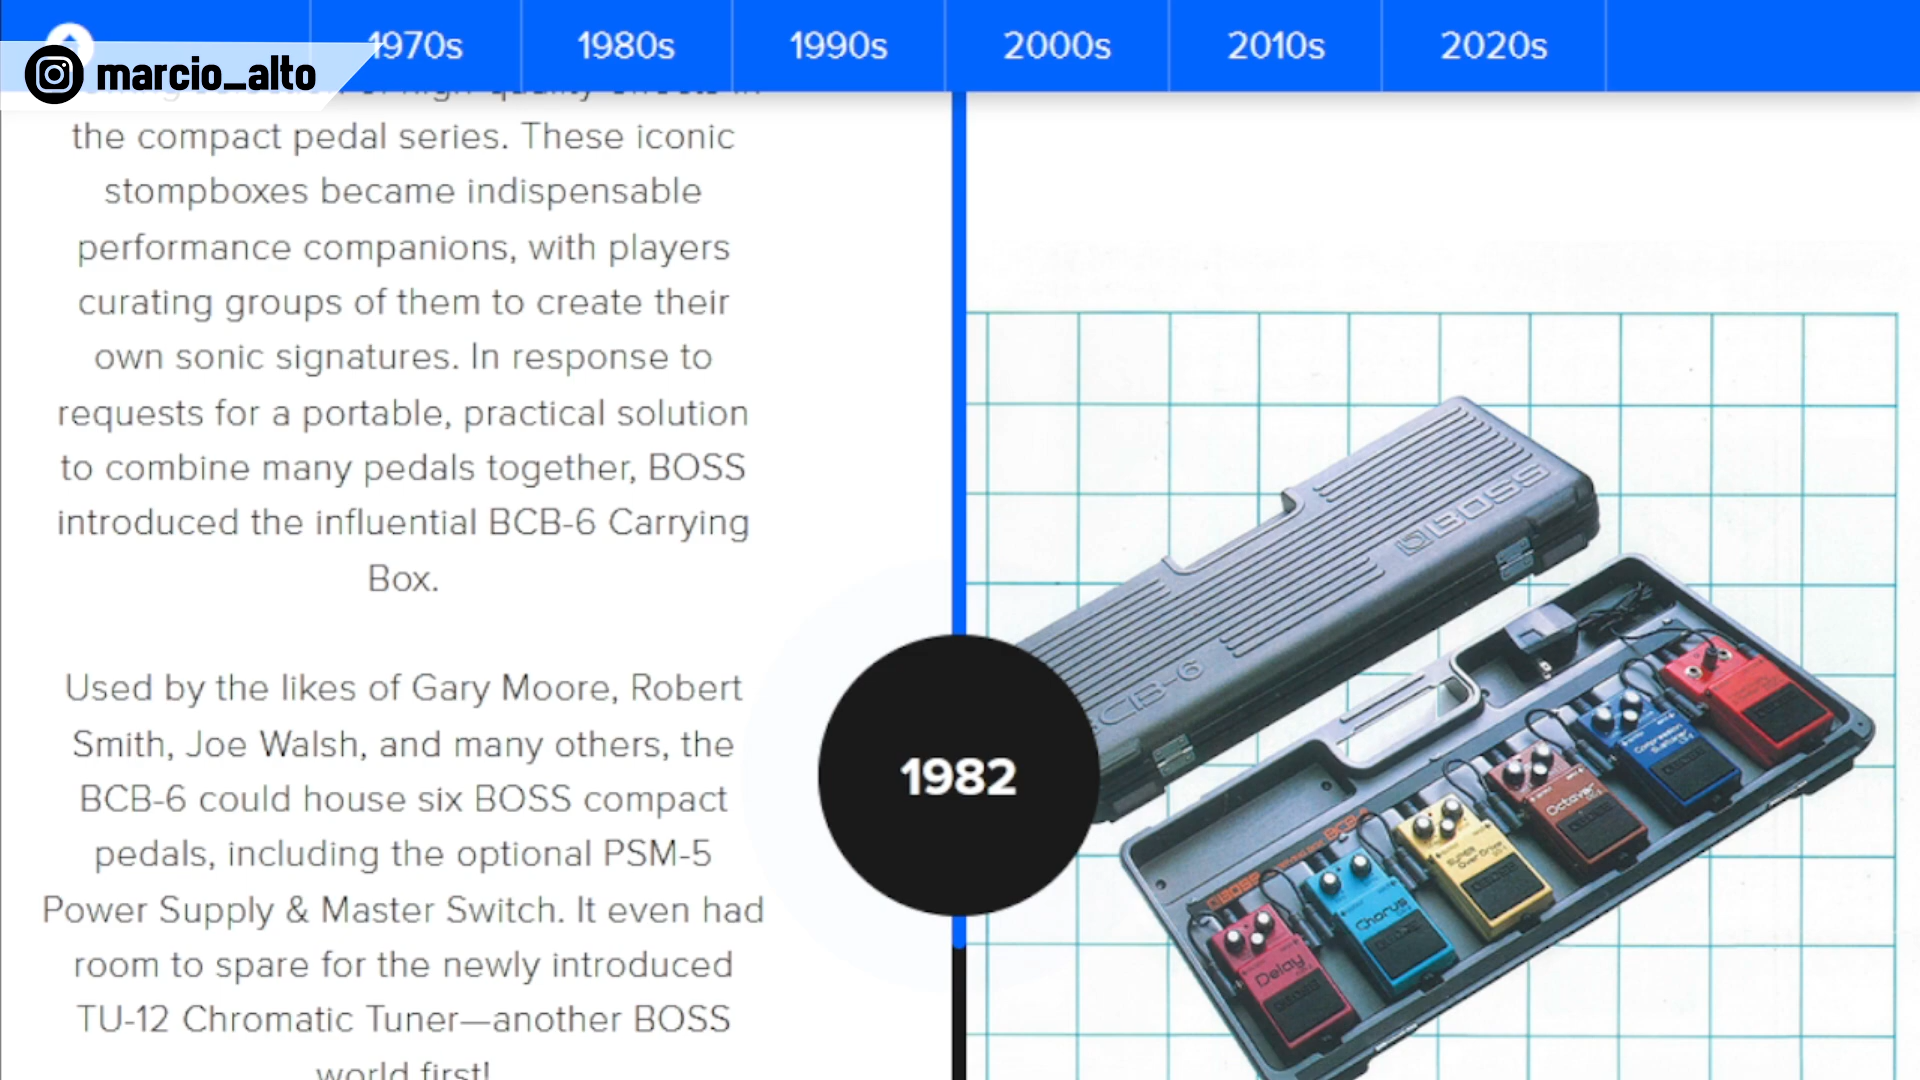 1970s
1980s
1990s
2000s
2010s
2020s
marcio_alto
the compact pedal series. These iconic
stompboxes became indispensable
performance companions, with players
curating groups of them to create their
own sonic signatures. In response to
requests for a portable, practical solution
to combine many pedals together, BOSS
introduced the influential BCB-6 Carrying
Box.
Used by the likes of Gary Moore, Robert
Smith, Joe Walsh, and many others, the
BCB-6 could house six BOSS compact
pedals, including the optional PSM-5
Power Supply & Master Switch. It even had
room to spare for the newly introduced
TU-12 Chromatic Tuner—another BOSS
world first!
1982
BOSS
BCB-6
Octaver
Super
Over Drive
Chorus
Delay